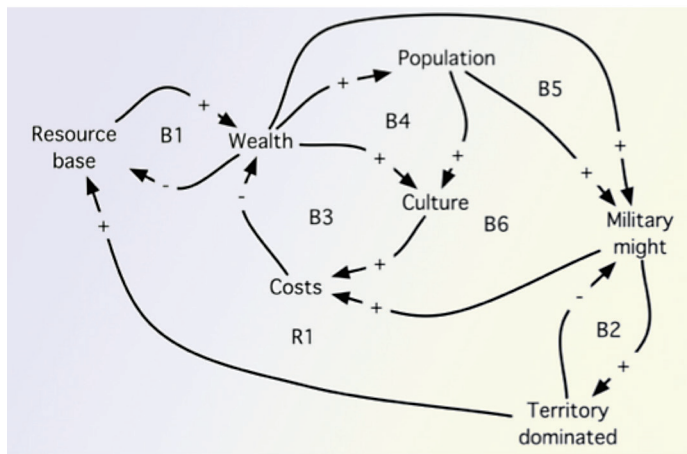 Population
B5
+
+
B4
Resource
base
B1
Wealth
+
+
+
+
-
-
Culture
B3
B6
Military
might
+
Costs
+
+
-
B2
R1
+
Territory
dominated